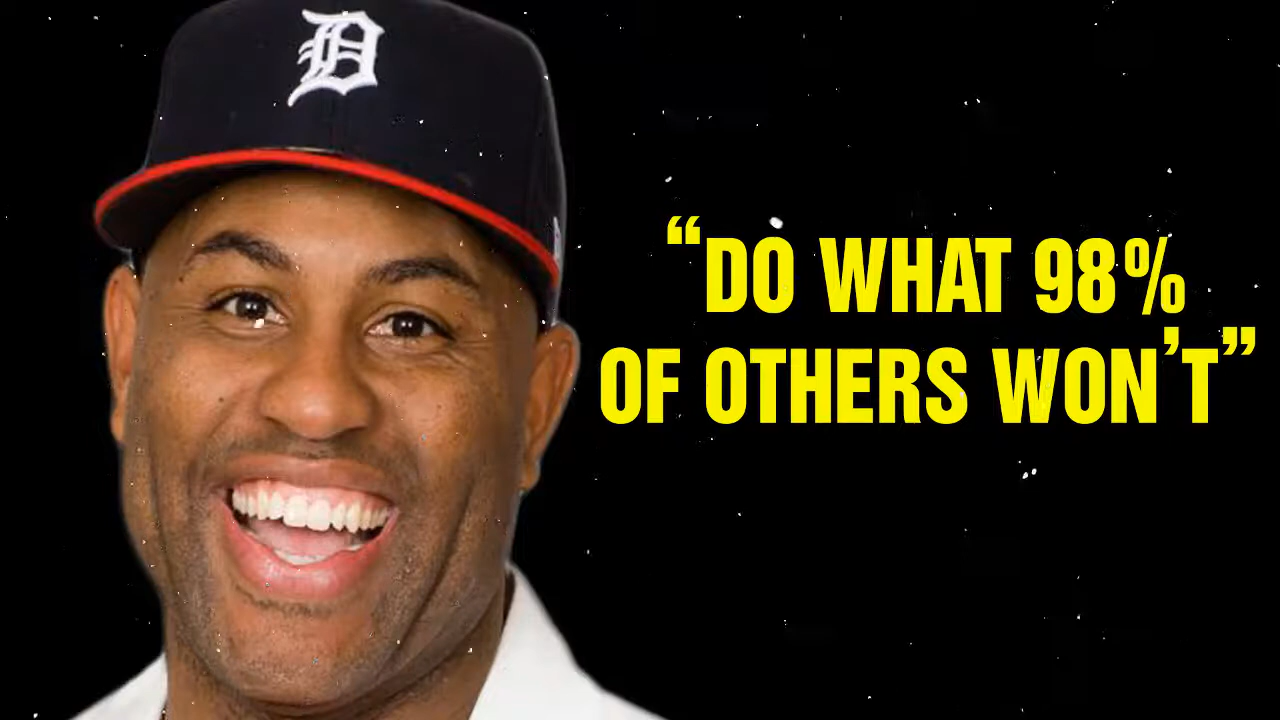 D
“DO WHAT 98%
OF OTHERS WON’T”